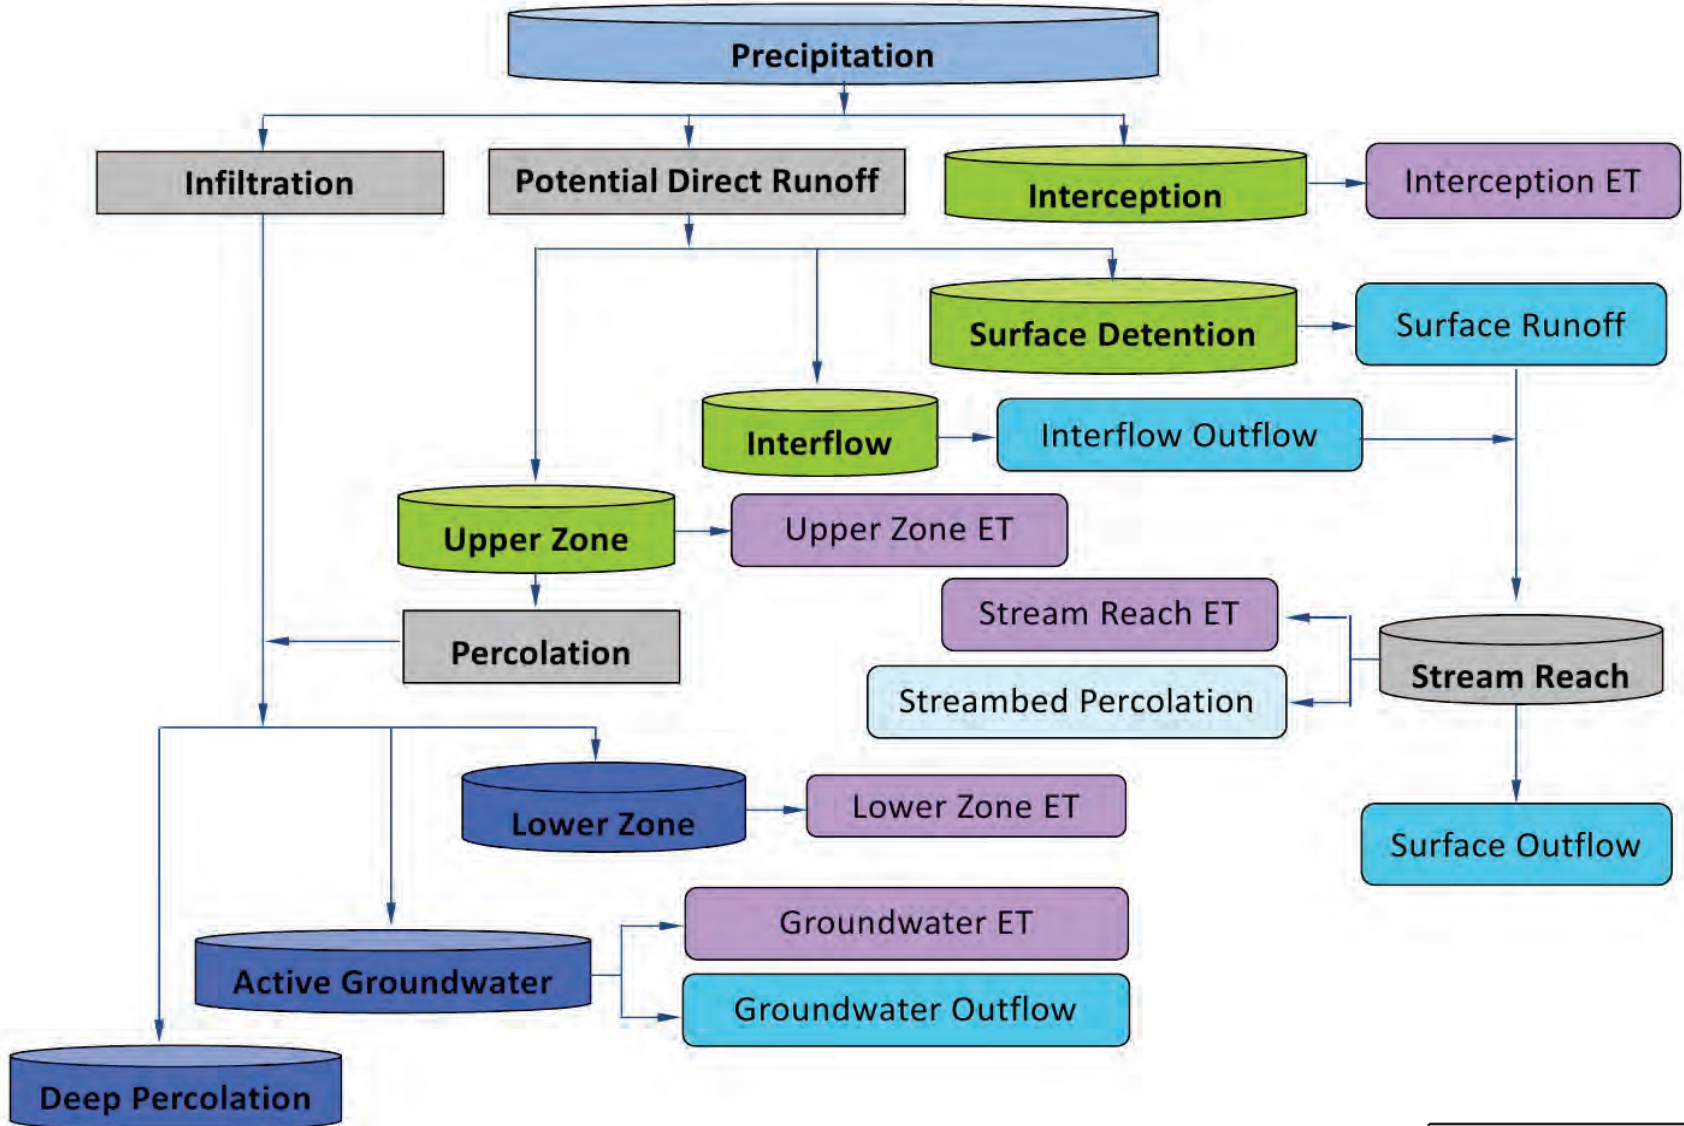 Precipitation
Infiltration
Potential Direct Runoff
Interception
Interception ET
Surface Detention
Surface Runoff
Interflow
Interflow Outflow
Upper Zone
Upper Zone ET
Stream Reach ET
Percolation
Stream Reach
Streambed Percolation
Lower Zone
Lower Zone ET
Surface Outflow
Groundwater ET
Active Groundwater
Groundwater Outflow
Deep Percolation